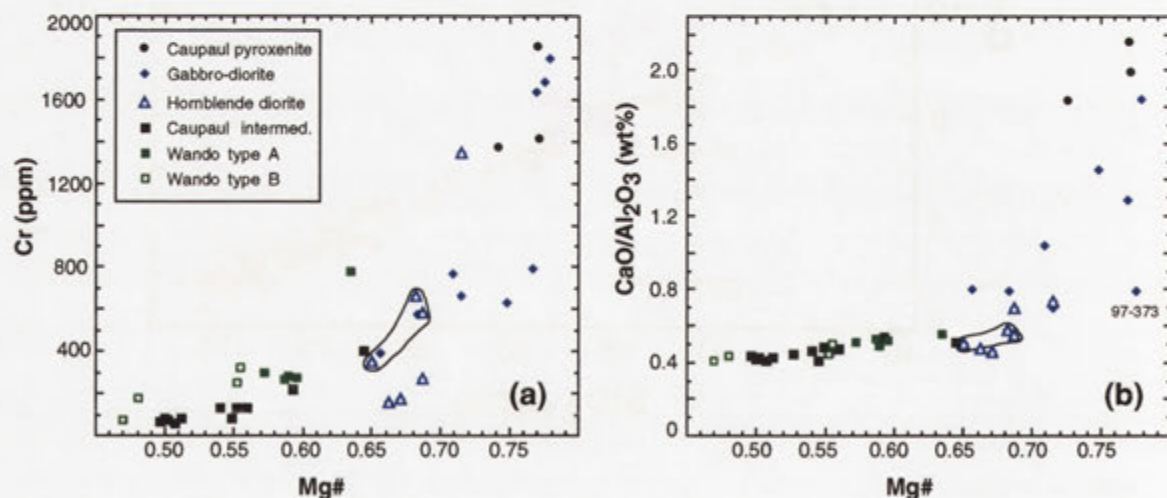 2000
1600
1200
800
400
Cr (ppm)
Caupaul pyroxenite
Gabbro-diorite
Hornblende diorite
Caupaul intermed.
Wando type A
Wando type B
(a)
0.50 0.55 0.60 0.65 0.70 0.75
Mg#
2.0
1.6
1.2
0.8
0.4
0
CaO/Al2O3 (wt%)
97-373
(b)
0.50 0.55 0.60 0.65 0.70 0.75
Mg#